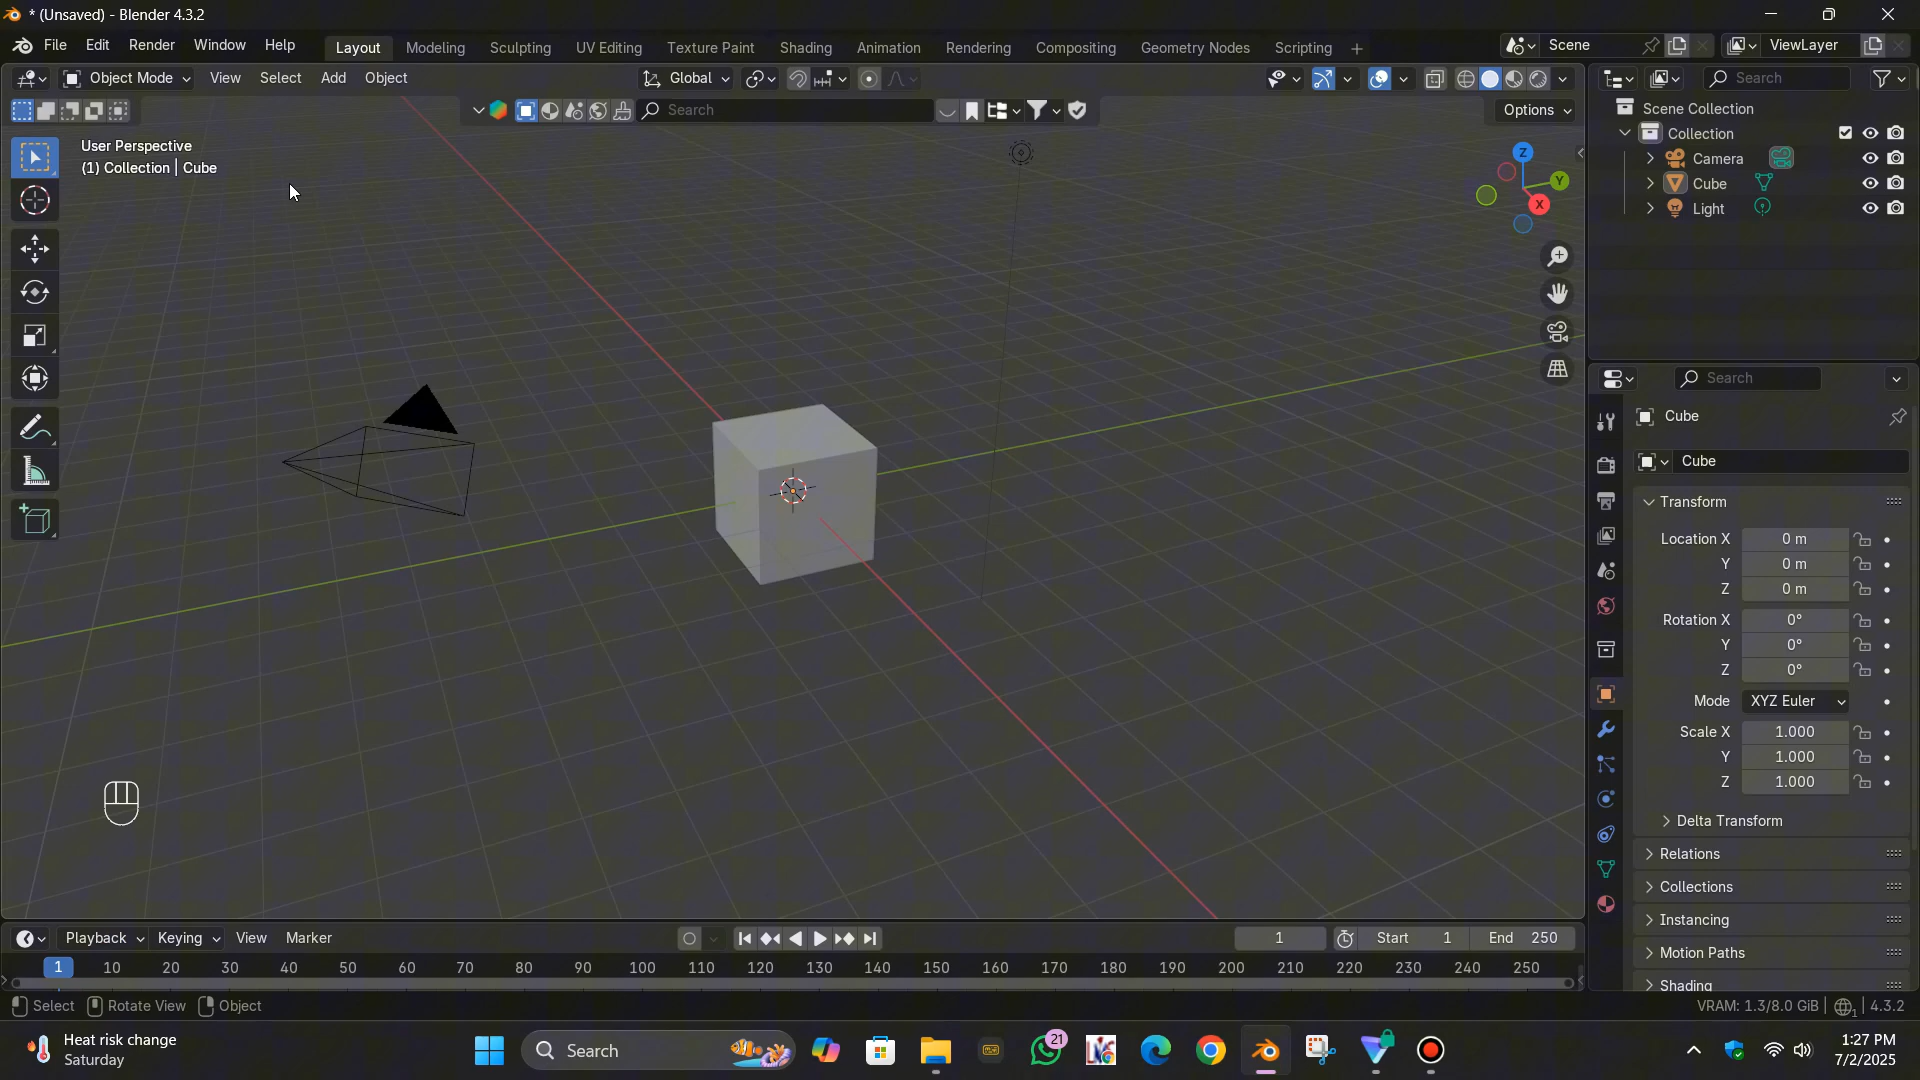 * (Unsaved) - Blender 4.3.2
File Edit Render Window Help Layout Modeling Sculpting UV Editing Texture Paint Shading Animation Rendering Compositing Geometry Nodes Scripting + Scene ViewLayer
Object Mode View Select Add Object Global Search
Search Options
User Perspective
(1) Collection | Cube
Z
Y
X
Scene Collection
Collection
Camera
Cube
Light
Search
Cube
Cube
Transform
Location X 0 m
Y 0 m
Z 0 m
Rotation X 0°
Y 0°
Z 0°
Mode XYZ Euler
Scale X 1.000
Y 1.000
Z 1.000
Delta Transform
Relations
Collections
Instancing
Motion Paths
Shading
Playback Keying View Marker 1 Start 1 End 250
1 10 20 30 40 50 60 70 80 90 100 110 120 130 140 150 160 170 180 190 200 210 220 230 240 250
Select Rotate View Object VRAM: 1.3/8.0 GiB 1 4.3.2
Heat risk change
Saturday
Search
21
1:27 PM
7/2/2025